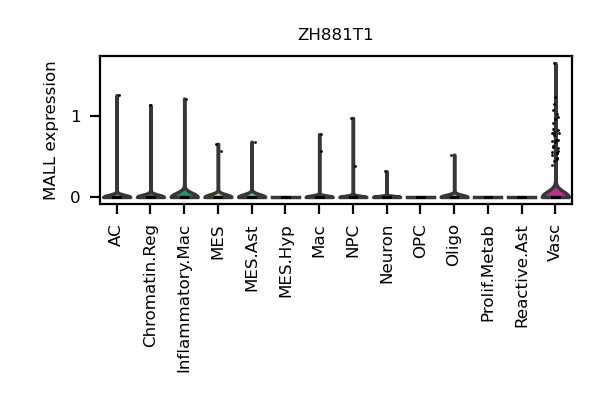 ZH881T1
MALL expression
1
0
AC
Chromatin.Reg
Inflammatory.Mac
MES
MES.Ast
MES.Hyp
Mac
NPC
Neuron
OPC
Oligo
Prolif.Metab
Reactive.Ast
Vasc